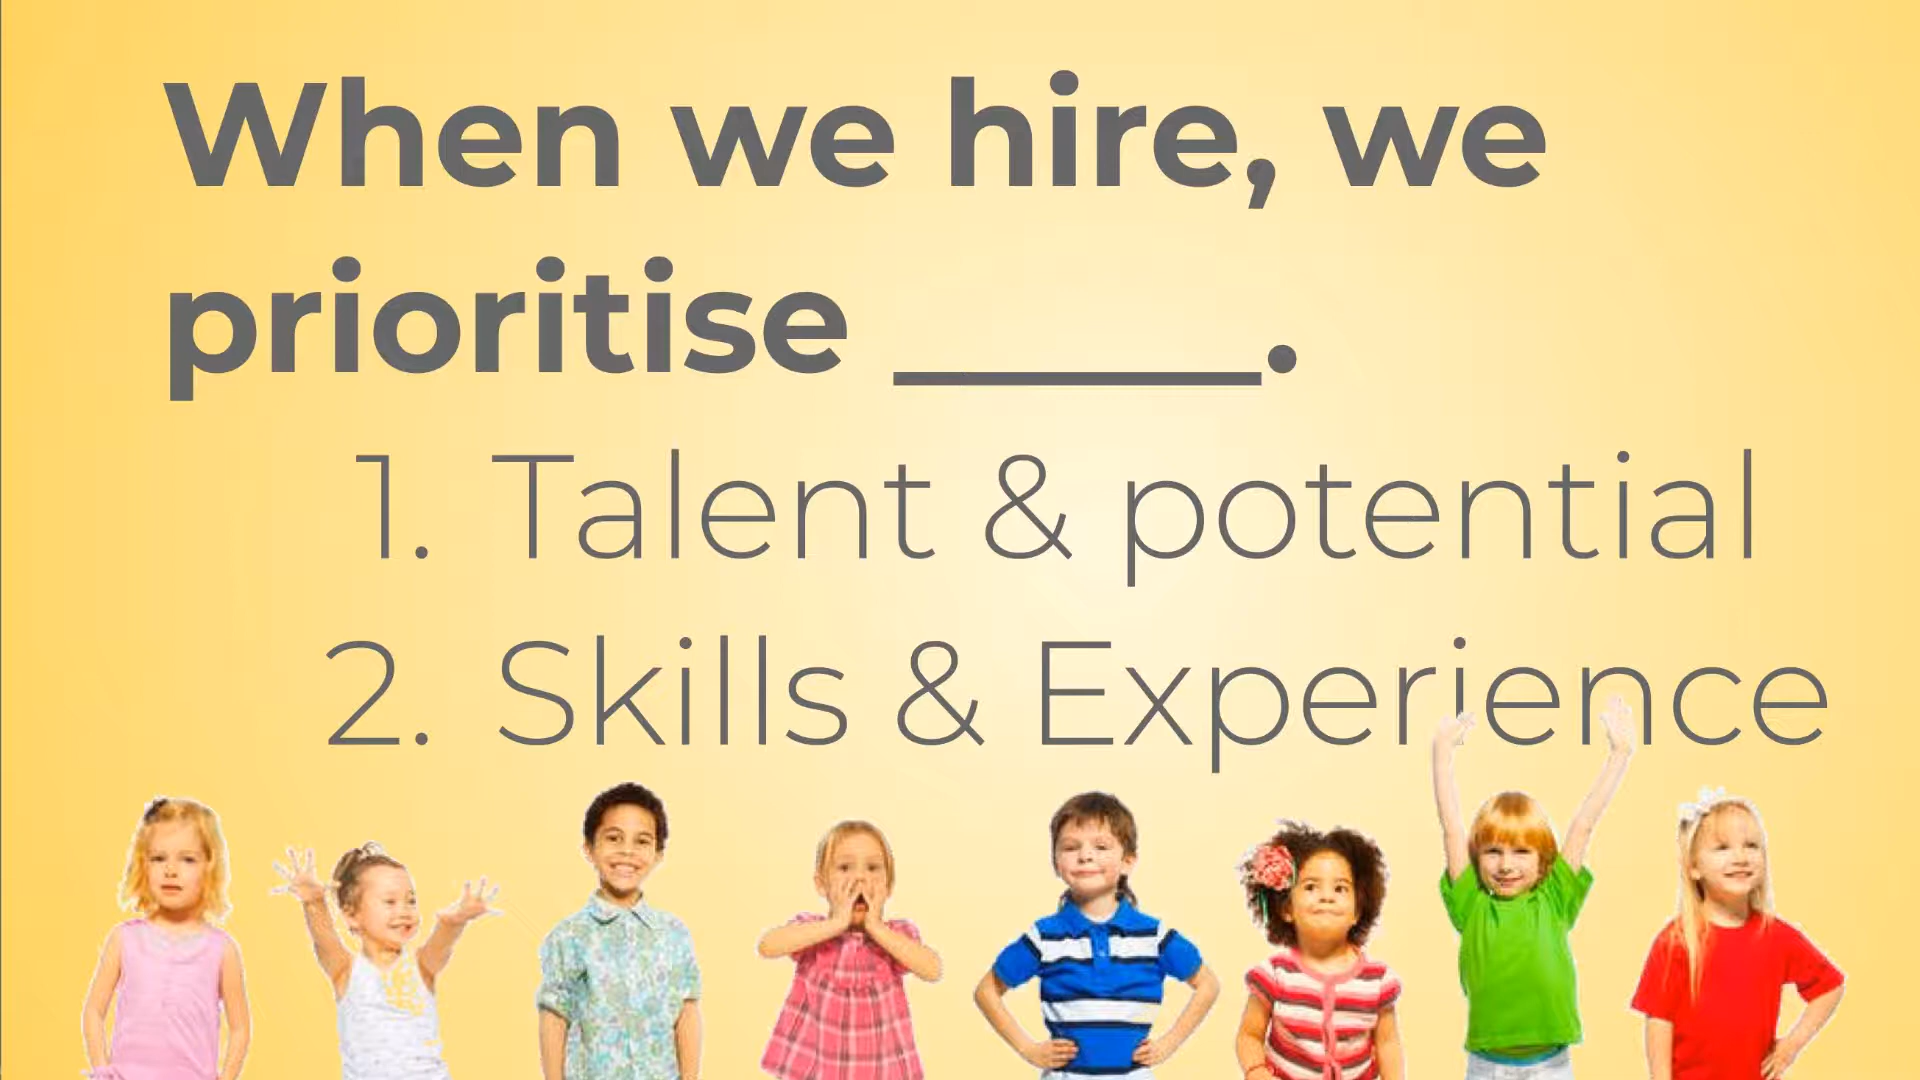 When we hire, we
prioritise _____.
1. Talent & potential
2. Skills & Experience